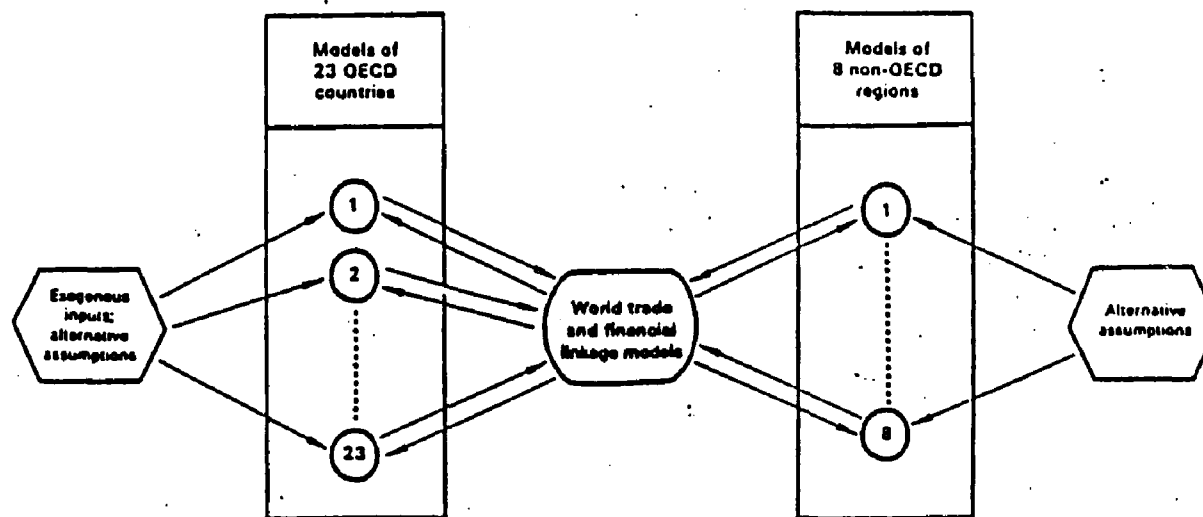 Models of
23 OECD
countries
Models of
8 non-OECD
regions
1
2
23
Exogenous
inputs;
alternative
assumptions
World trade
and financial
linkage models
1
8
Alternative
assumptions